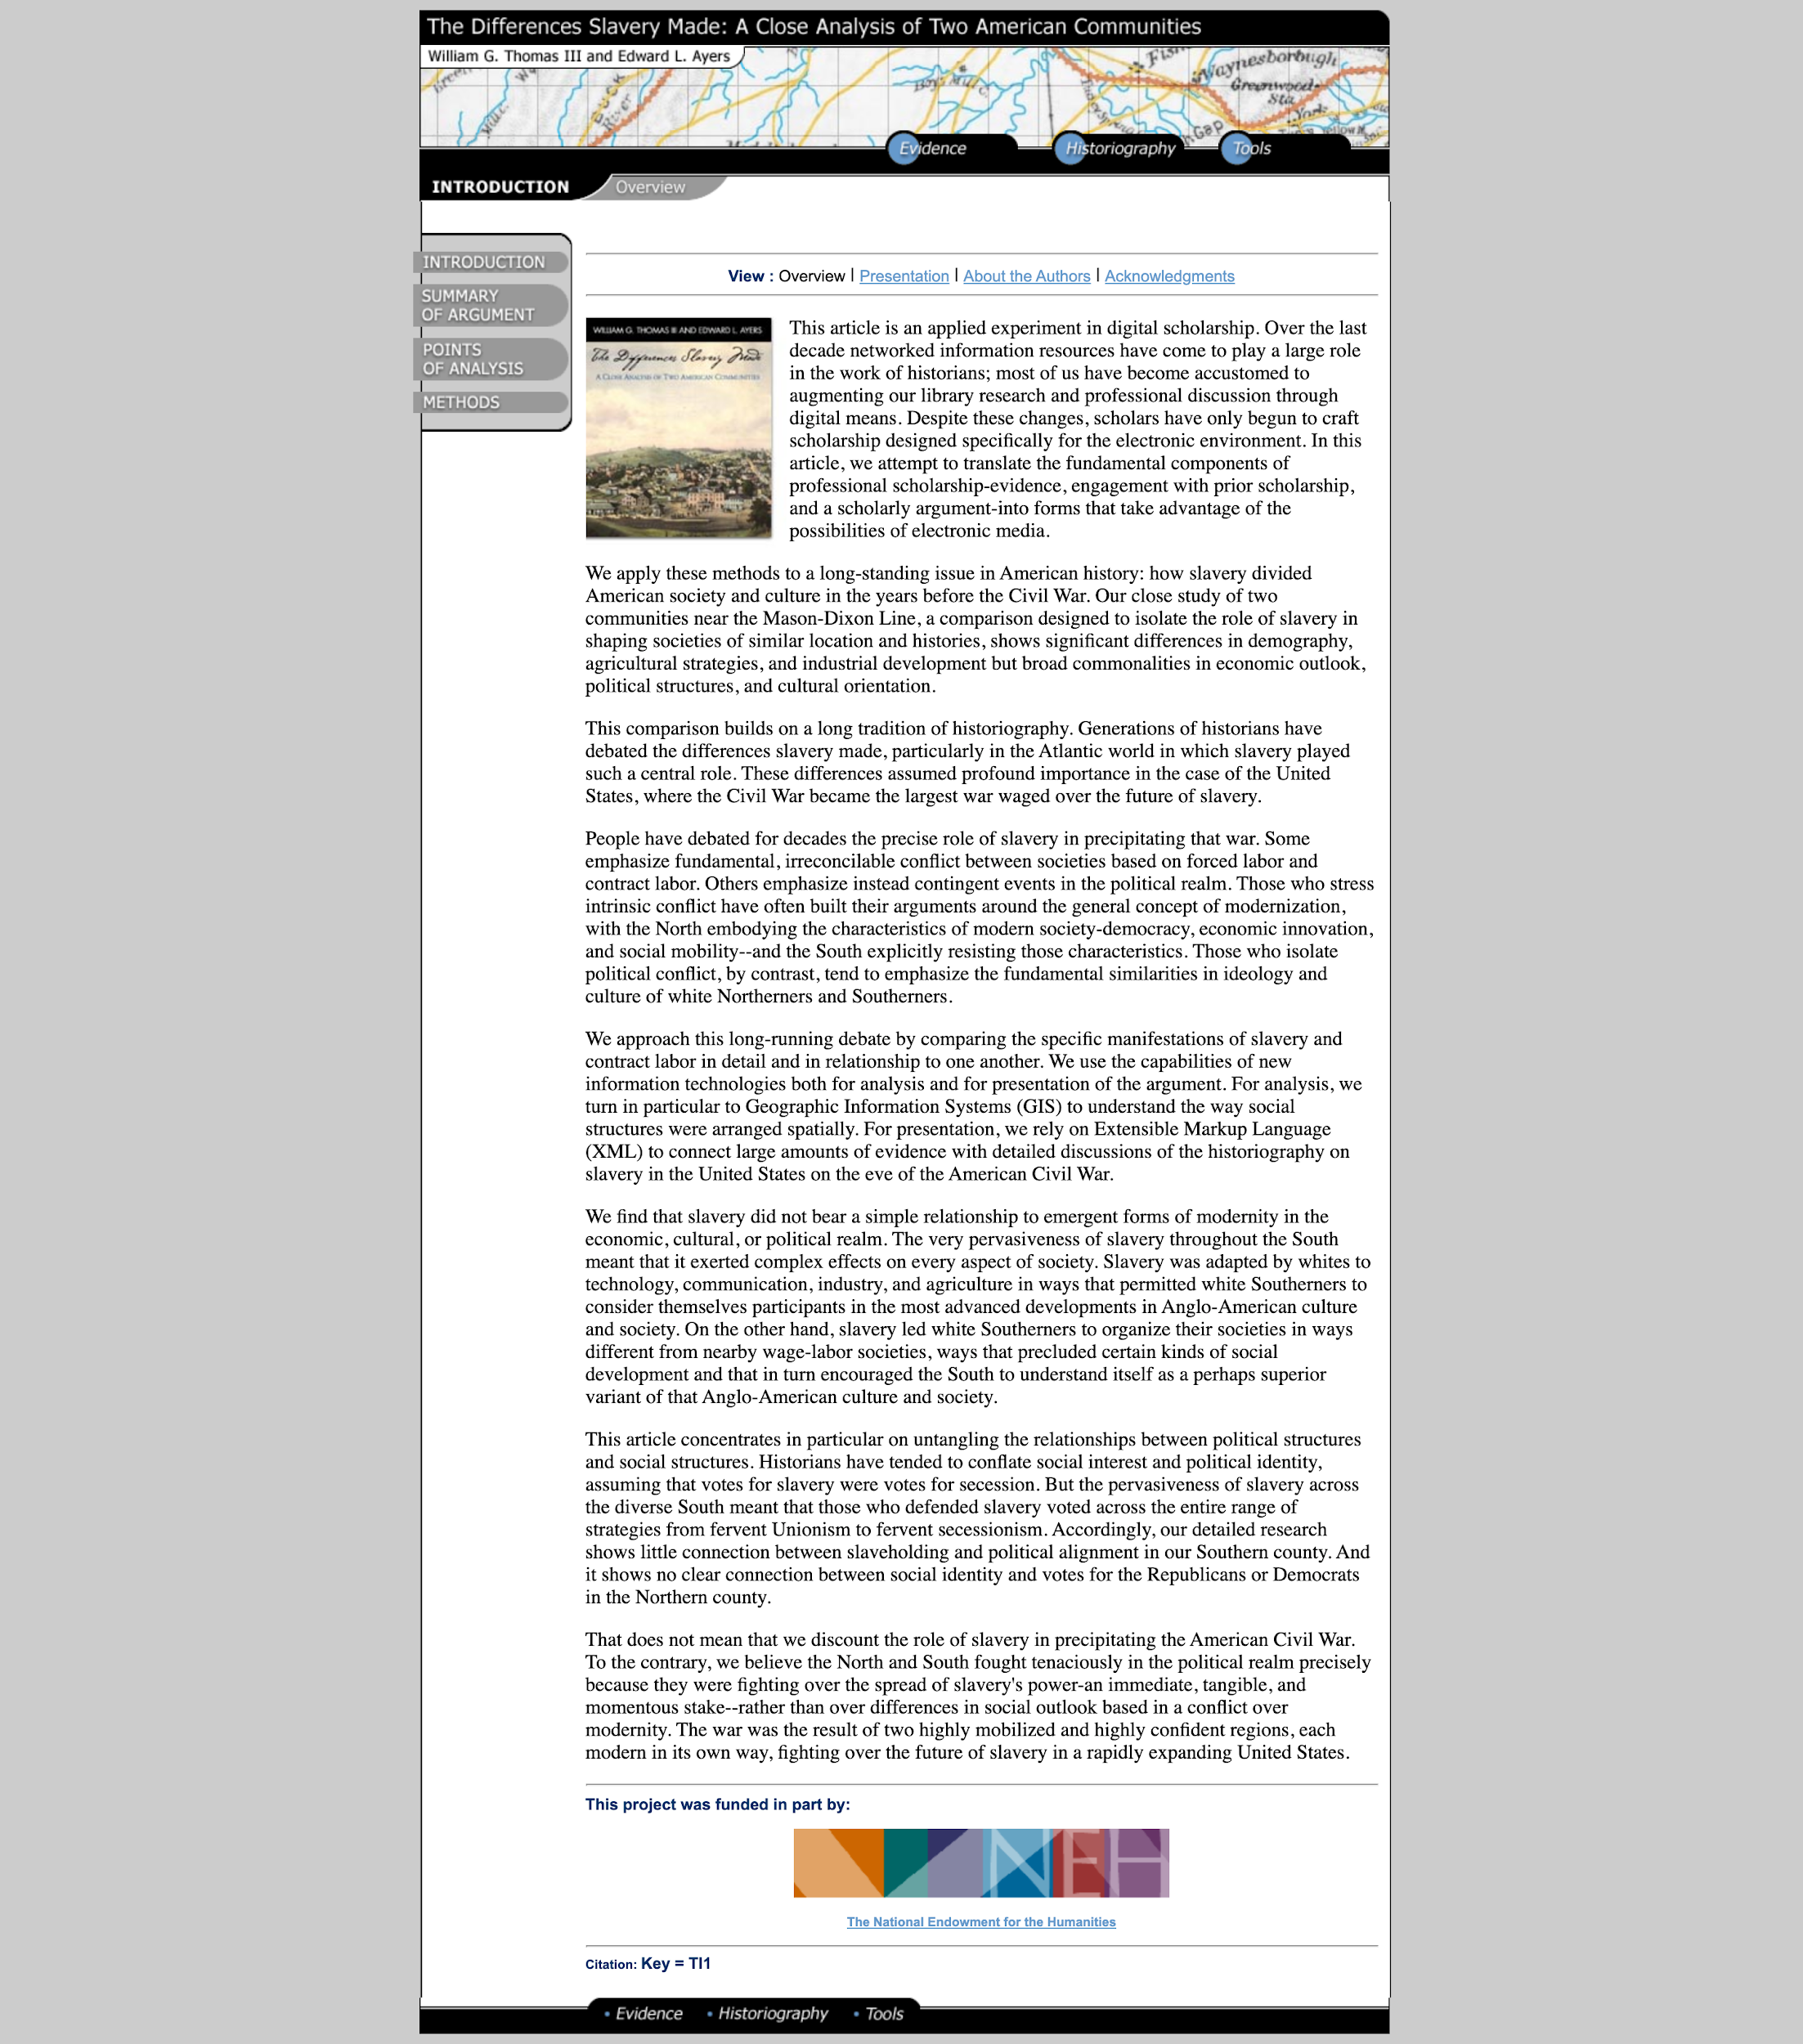 The Differences Slavery Made: A Close Analysis of Two American Communities
William G. Thomas III and Edward L. Ayers
Waynesborough
Greenwood
Sta
River
Gap
Evidence
Historiography
Tools
INTRODUCTION
Overview
INTRODUCTION
SUMMARY
OF ARGUMENT
POINTS
OF ANALYSIS
METHODS
View : Overview | Presentation | About the Authors | Acknowledgments
WILLIAM G. THOMAS III AND EDWARD L. AYERS
The Differences Slavery Made
A CLOSE ANALYSIS OF TWO AMERICAN COMMUNITIES
This article is an applied experiment in digital scholarship. Over the last
decade networked information resources have come to play a large role
in the work of historians; most of us have become accustomed to
augmenting our library research and professional discussion through
digital means. Despite these changes, scholars have only begun to craft
scholarship designed specifically for the electronic environment. In this
article, we attempt to translate the fundamental components of
professional scholarship-evidence, engagement with prior scholarship,
and a scholarly argument-into forms that take advantage of the
possibilities of electronic media.
We apply these methods to a long-standing issue in American history: how slavery divided
American society and culture in the years before the Civil War. Our close study of two
communities near the Mason-Dixon Line, a comparison designed to isolate the role of slavery in
shaping societies of similar location and histories, shows significant differences in demography,
agricultural strategies, and industrial development but broad commonalities in economic outlook,
political structures, and cultural orientation.
This comparison builds on a long tradition of historiography. Generations of historians have
debated the differences slavery made, particularly in the Atlantic world in which slavery played
such a central role. These differences assumed profound importance in the case of the United
States, where the Civil War became the largest war waged over the future of slavery.
People have debated for decades the precise role of slavery in precipitating that war. Some
emphasize fundamental, irreconcilable conflict between societies based on forced labor and
contract labor. Others emphasize instead contingent events in the political realm. Those who stress
intrinsic conflict have often built their arguments around the general concept of modernization,
with the North embodying the characteristics of modern society-democracy, economic innovation,
and social mobility--and the South explicitly resisting those characteristics. Those who isolate
political conflict, by contrast, tend to emphasize the fundamental similarities in ideology and
culture of white Northerners and Southerners.
We approach this long-running debate by comparing the specific manifestations of slavery and
contract labor in detail and in relationship to one another. We use the capabilities of new
information technologies both for analysis and for presentation of the argument. For analysis, we
turn in particular to Geographic Information Systems (GIS) to understand the way social
structures were arranged spatially. For presentation, we rely on Extensible Markup Language
(XML) to connect large amounts of evidence with detailed discussions of the historiography on
slavery in the United States on the eve of the American Civil War.
We find that slavery did not bear a simple relationship to emergent forms of modernity in the
economic, cultural, or political realm. The very pervasiveness of slavery throughout the South
meant that it exerted complex effects on every aspect of society. Slavery was adapted by whites to
technology, communication, industry, and agriculture in ways that permitted white Southerners to
consider themselves participants in the most advanced developments in Anglo-American culture
and society. On the other hand, slavery led white Southerners to organize their societies in ways
different from nearby wage-labor societies, ways that precluded certain kinds of social
development and that in turn encouraged the South to understand itself as a perhaps superior
variant of that Anglo-American culture and society.
This article concentrates in particular on untangling the relationships between political structures
and social structures. Historians have tended to conflate social interest and political identity,
assuming that votes for slavery were votes for secession. But the pervasiveness of slavery across
the diverse South meant that those who defended slavery voted across the entire range of
strategies from fervent Unionism to fervent secessionism. Accordingly, our detailed research
shows little connection between slaveholding and political alignment in our Southern county. And
it shows no clear connection between social identity and votes for the Republicans or Democrats
in the Northern county.
That does not mean that we discount the role of slavery in precipitating the American Civil War.
To the contrary, we believe the North and South fought tenaciously in the political realm precisely
because they were fighting over the spread of slavery's power-an immediate, tangible, and
momentous stake--rather than over differences in social outlook based in a conflict over
modernity. The war was the result of two highly mobilized and highly confident regions, each
modern in its own way, fighting over the future of slavery in a rapidly expanding United States.
This project was funded in part by:
NEH
The National Endowment for the Humanities
Citation: Key = TI1
• Evidence • Historiography • Tools